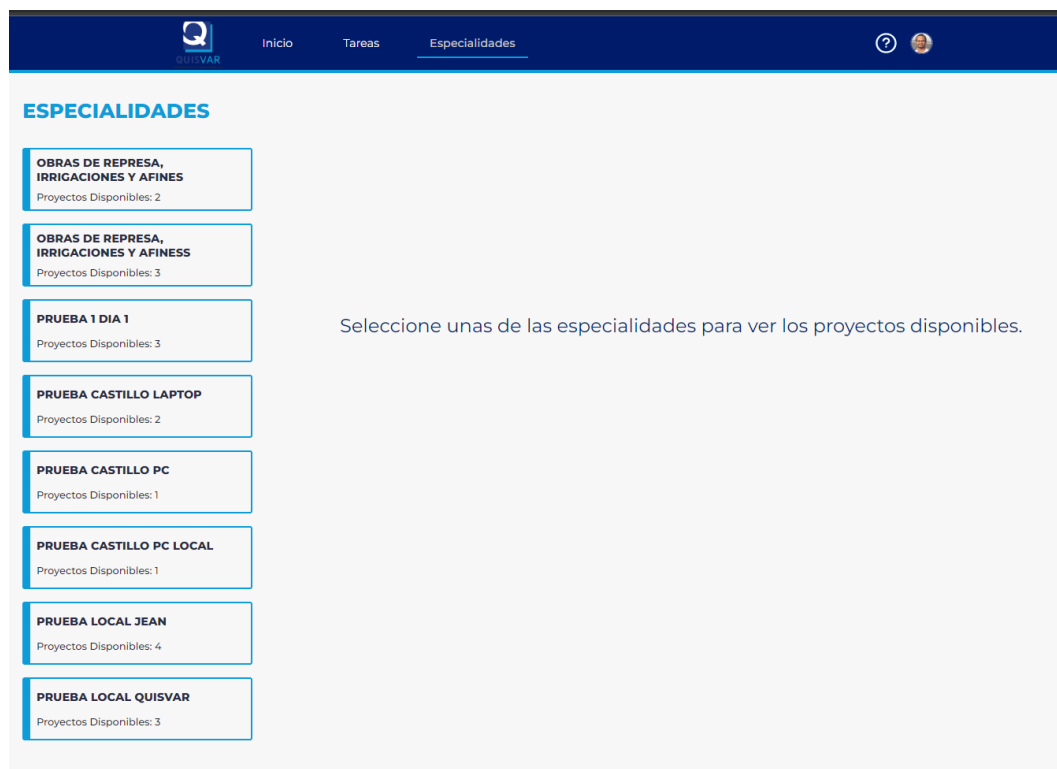 Q
QUISVAR
Inicio
Tareas
Especialidades
?
ESPECIALIDADES
OBRAS DE REPRESA,
IRRIGACIONES Y AFINES
Proyectos Disponibles: 2
OBRAS DE REPRESA,
IRRIGACIONES Y AFINESS
Proyectos Disponibles: 3
PRUEBA 1 DIA 1
Proyectos Disponibles: 3
PRUEBA CASTILLO LAPTOP
Proyectos Disponibles: 2
PRUEBA CASTILLO PC
Proyectos Disponibles: 1
PRUEBA CASTILLO PC LOCAL
Proyectos Disponibles: 1
PRUEBA LOCAL JEAN
Proyectos Disponibles: 4
PRUEBA LOCAL QUISVAR
Proyectos Disponibles: 3
Seleccione unas de las especialidades para ver los proyectos disponibles.